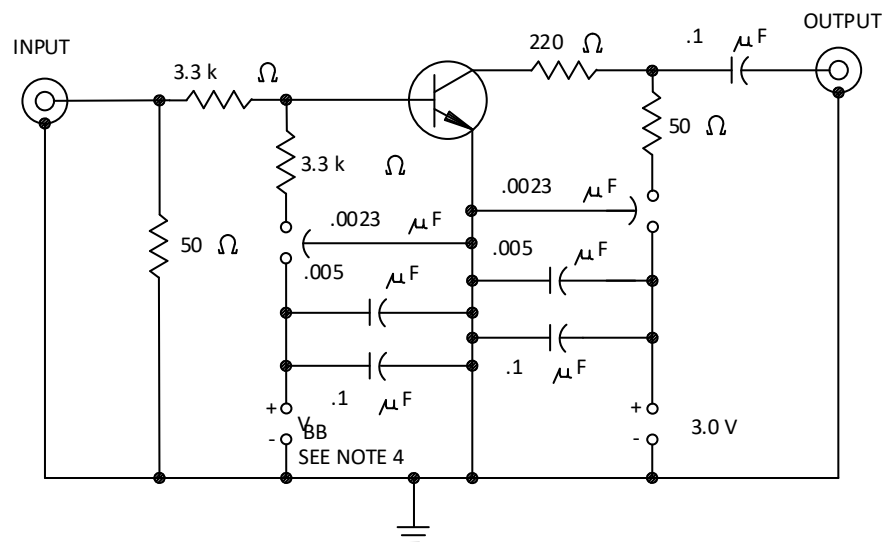 OUTPUT
INPUT
220 Ω
.1 μF
3.3 k Ω
50 Ω
3.3 k Ω
.0023 μF
.0023 μF
50 Ω
.005 μF
.005 μF
.1 μF
.1 μF
+
VBB
-
SEE NOTE 4
+
3.0 V
-